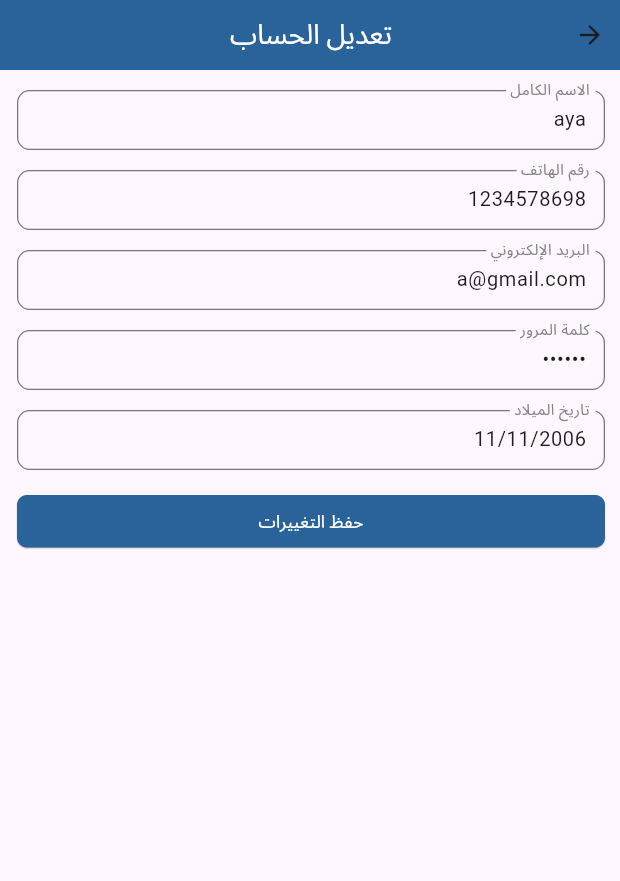 تعديل الحساب
الاسم الكامل
aya
رقم الهاتف
1234578698
البريد الإلكتروني
a@gmail.com
كلمة المرور
••••••
تاريخ الميلاد
11/11/2006
حفظ التغييرات